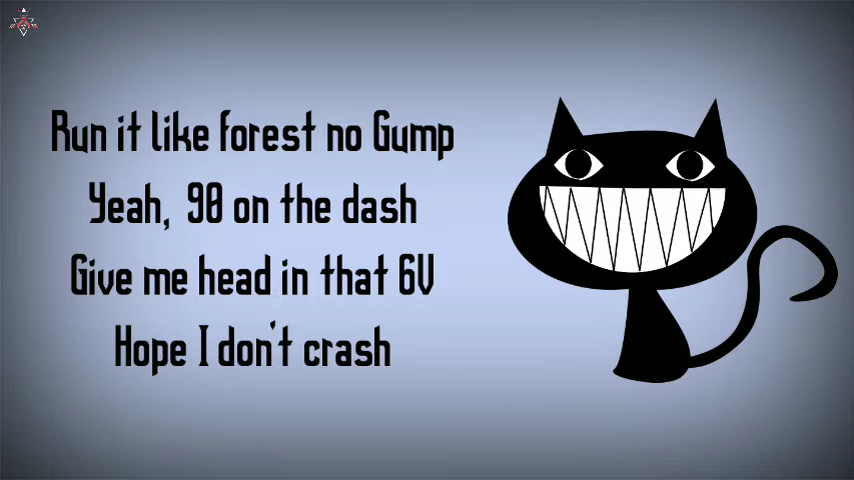 Run it like forest no Gump
Yeah, 90 on the dash
Give me head in that 6V
Hope I don't crash